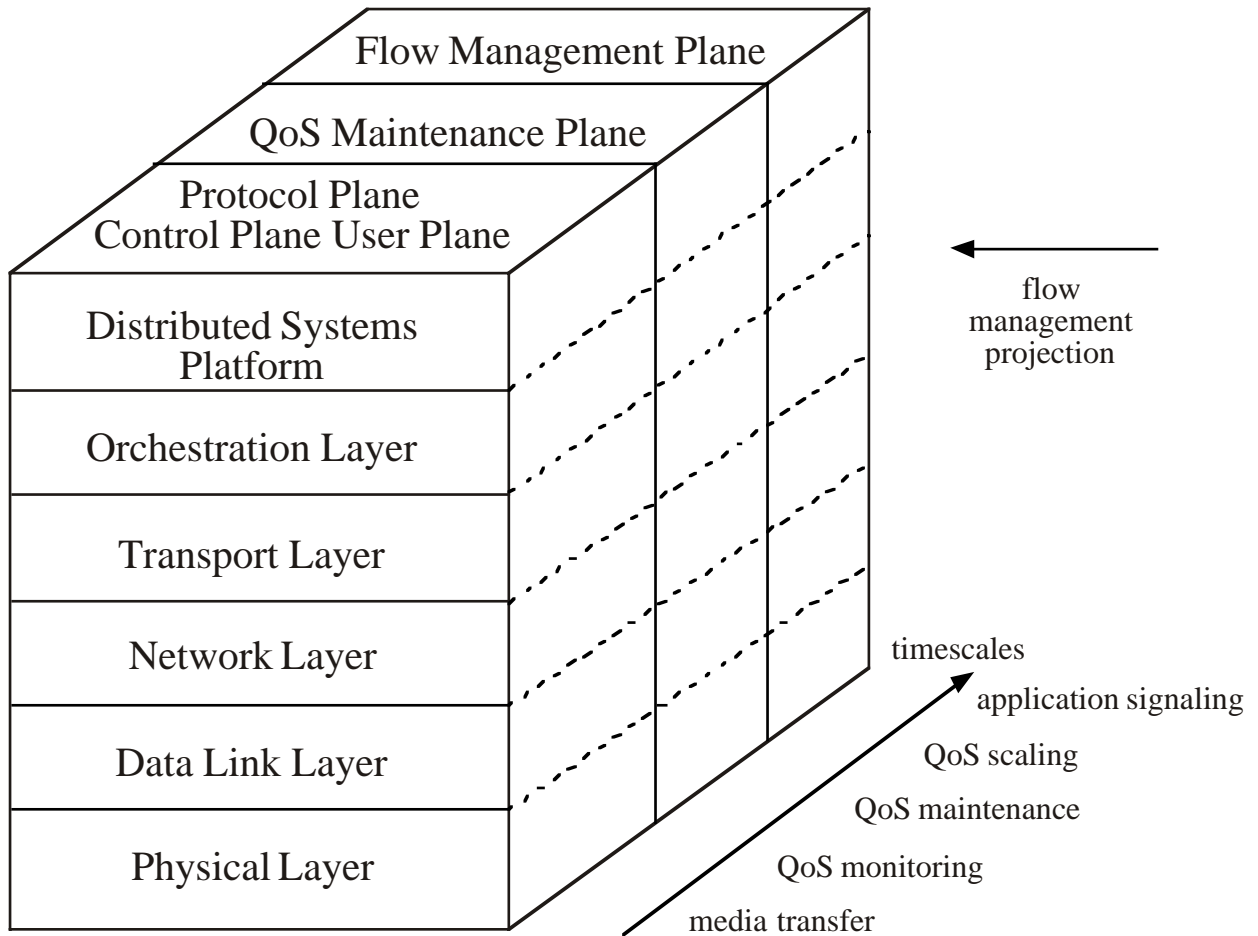 Flow Management Plane
QoS Maintenance Plane
Protocol Plane
Control Plane User Plane
Distributed Systems
Platform
Orchestration Layer
Transport Layer
Network Layer
Data Link Layer
Physical Layer
flow
management
projection
timescales
application signaling
QoS scaling
QoS maintenance
QoS monitoring
media transfer